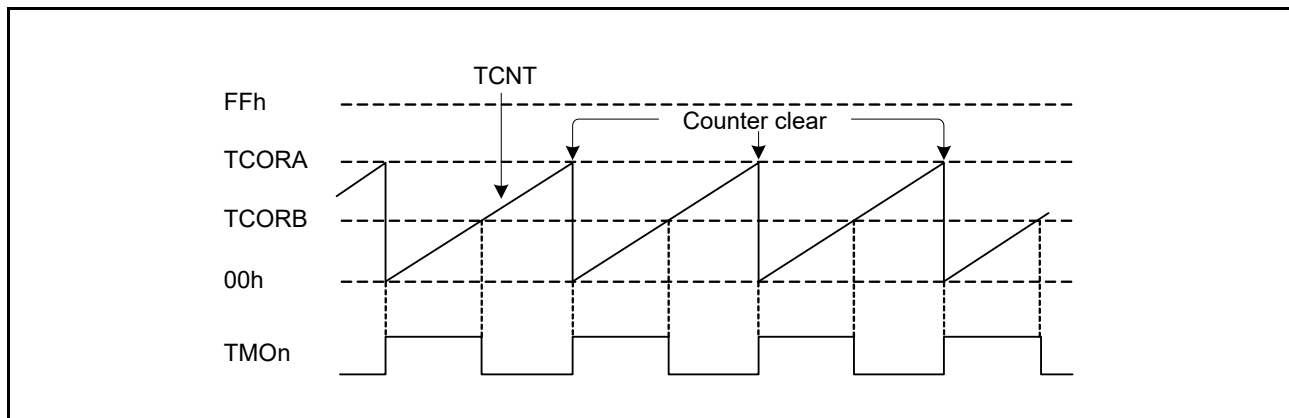 TCNT
FFh
Counter clear
TCORA
TCORB
00h
TMOn